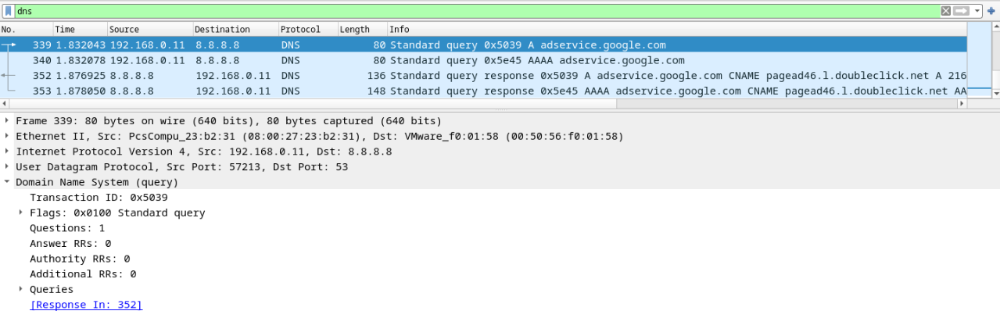 dns
No. Time Source Destination Protocol Length Info
339 1.832043 192.168.0.11 8.8.8.8 DNS 80 Standard query 0x5039 A adservice.google.com
340 1.832078 192.168.0.11 8.8.8.8 DNS 80 Standard query 0x5e45 AAAA adservice.google.com
352 1.876925 8.8.8.8 192.168.0.11 DNS 136 Standard query response 0x5039 A adservice.google.com CNAME pagead46.l.doubleclick.net A 216
353 1.878050 8.8.8.8 192.168.0.11 DNS 148 Standard query response 0x5e45 AAAA adservice.google.com CNAME pagead46.l.doubleclick.net AA
Frame 339: 80 bytes on wire (640 bits), 80 bytes captured (640 bits)
Ethernet II, Src: PcsCompu_23:b2:31 (08:00:27:23:b2:31), Dst: VMware_f0:01:58 (00:50:56:f0:01:58)
Internet Protocol Version 4, Src: 192.168.0.11, Dst: 8.8.8.8
User Datagram Protocol, Src Port: 57213, Dst Port: 53
Domain Name System (query)
Transaction ID: 0x5039
Flags: 0x0100 Standard query
Questions: 1
Answer RRs: 0
Authority RRs: 0
Additional RRs: 0
Queries
[Response In: 352]